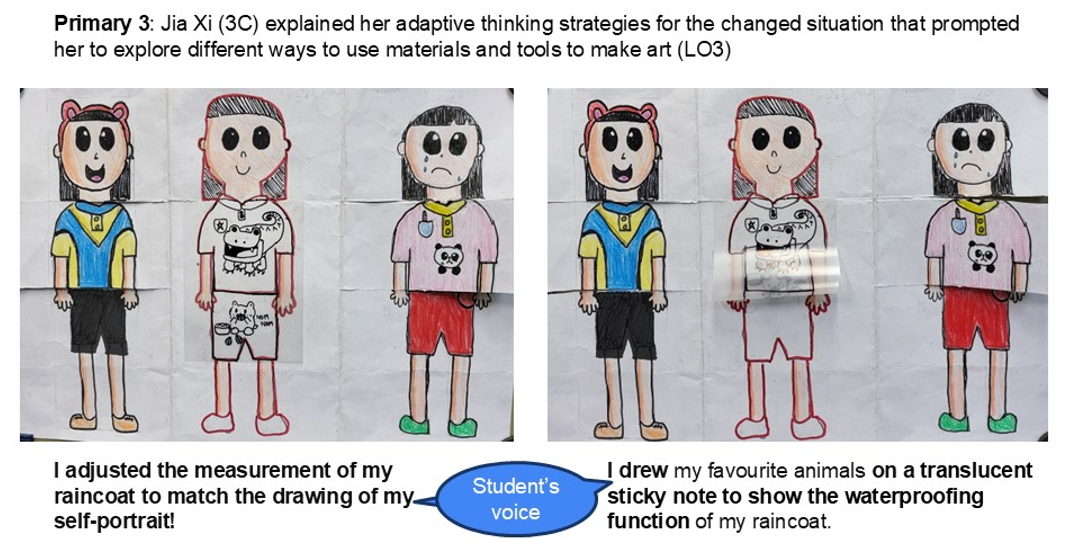 Primary 3: Jia Xi (3C) explained her adaptive thinking strategies for the changed situation that prompted
her to explore different ways to use materials and tools to make art (LO3)
NOM
NAM
I adjusted the measurement of my
raincoat to match the drawing of my
self-portrait!
Student's
voice
I drew my favourite animals on a translucent
sticky note to show the waterproofing
function of my raincoat.